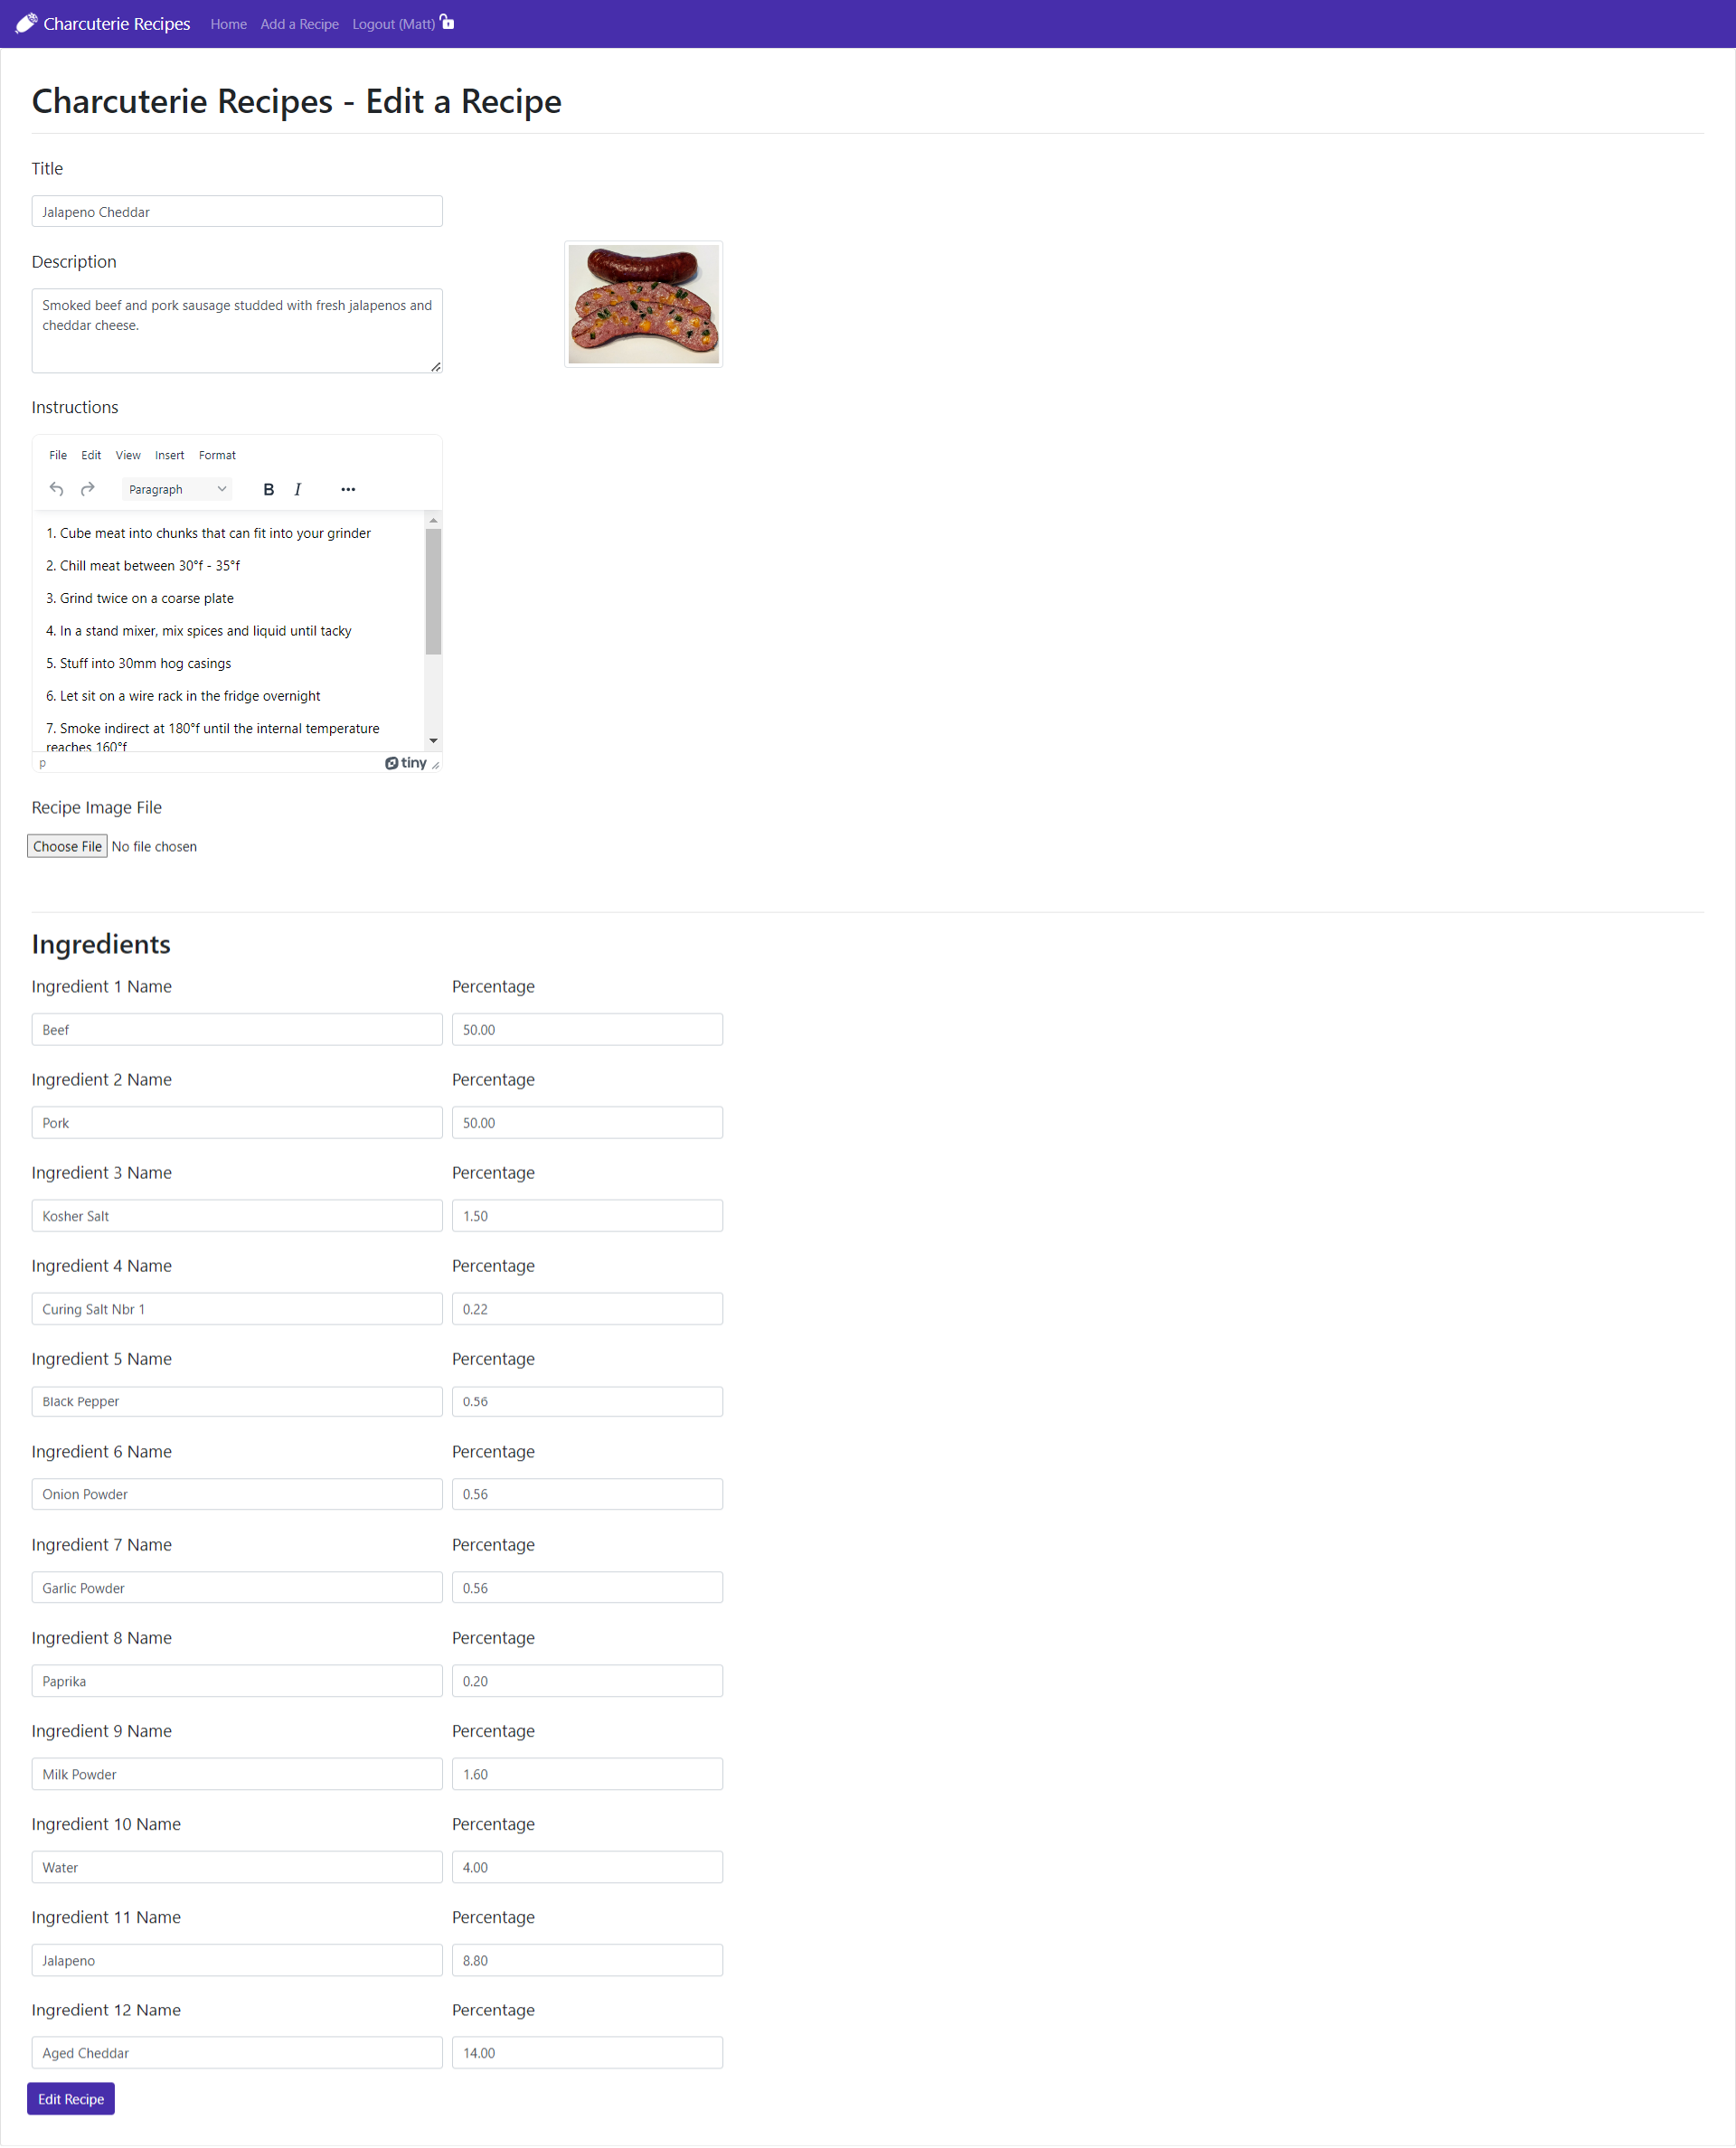 Charcuterie Recipes Home Add a Recipe Logout (Matt)
Charcuterie Recipes - Edit a Recipe
Title
Jalapeno Cheddar
Description
Smoked beef and pork sausage studded with fresh jalapenos and
cheddar cheese.
Instructions
File Edit View Insert Format
Paragraph B I ...
1. Cube meat into chunks that can fit into your grinder
2. Chill meat between 30°f - 35°f
3. Grind twice on a coarse plate
4. In a stand mixer, mix spices and liquid until tacky
5. Stuff into 30mm hog casings
6. Let sit on a wire rack in the fridge overnight
7. Smoke indirect at 180°f until the internal temperature
reaches 160°f
p tiny
Recipe Image File
Choose File No file chosen
Ingredients
Ingredient 1 Name Percentage
Beef 50.00
Ingredient 2 Name Percentage
Pork 50.00
Ingredient 3 Name Percentage
Kosher Salt 1.50
Ingredient 4 Name Percentage
Curing Salt Nbr 1 0.22
Ingredient 5 Name Percentage
Black Pepper 0.56
Ingredient 6 Name Percentage
Onion Powder 0.56
Ingredient 7 Name Percentage
Garlic Powder 0.56
Ingredient 8 Name Percentage
Paprika 0.20
Ingredient 9 Name Percentage
Milk Powder 1.60
Ingredient 10 Name Percentage
Water 4.00
Ingredient 11 Name Percentage
Jalapeno 8.80
Ingredient 12 Name Percentage
Aged Cheddar 14.00
Edit Recipe